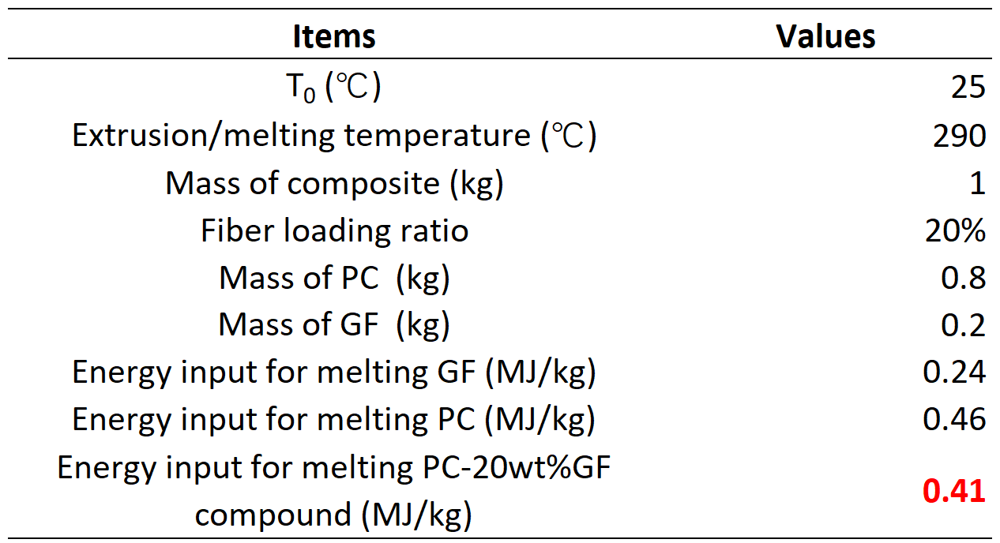 Items Values
T₀ (℃) 25
Extrusion/melting temperature (℃) 290
Mass of composite (kg) 1
Fiber loading ratio 20%
Mass of PC  (kg) 0.8
Mass of GF  (kg) 0.2
Energy input for melting GF (MJ/kg) 0.24
Energy input for melting PC (MJ/kg) 0.46
Energy input for melting PC-20wt%GF
compound (MJ/kg) 0.41